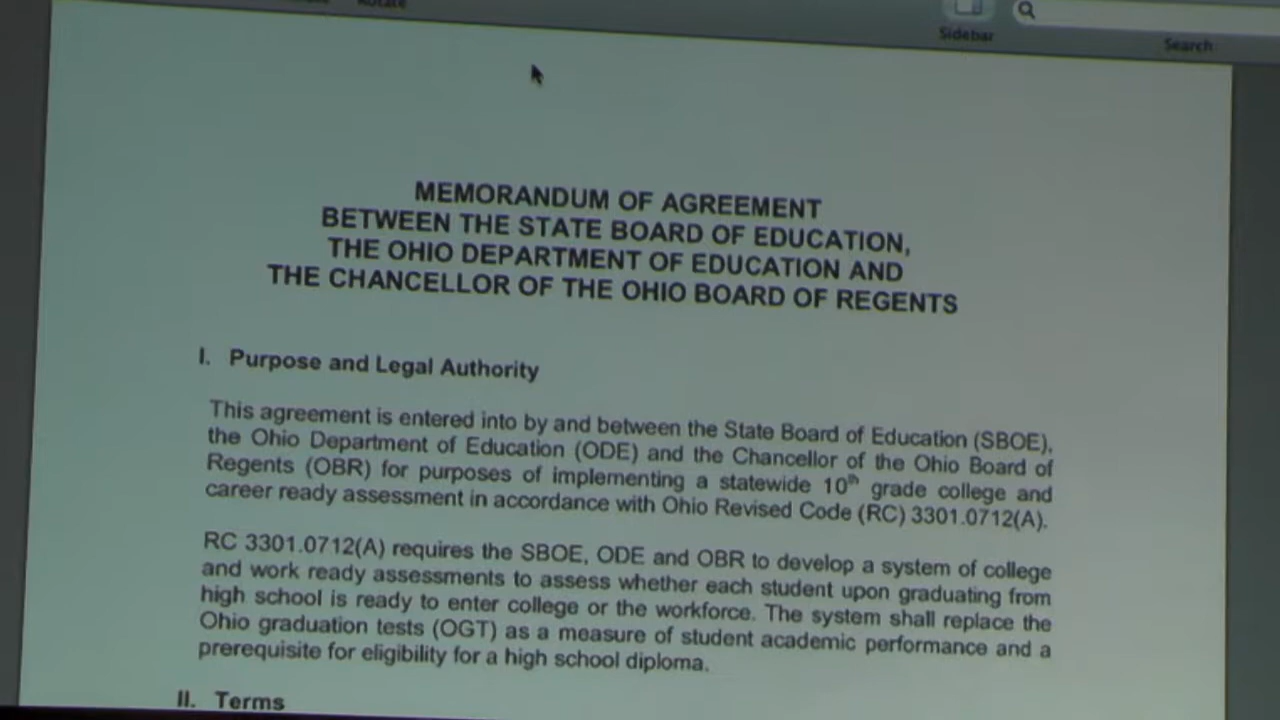 Rotate
Sidebar
Search
MEMORANDUM OF AGREEMENT
BETWEEN THE STATE BOARD OF EDUCATION,
THE OHIO DEPARTMENT OF EDUCATION AND
THE CHANCELLOR OF THE OHIO BOARD OF REGENTS
I. Purpose and Legal Authority
This agreement is entered into by and between the State Board of Education (SBOE),
the Ohio Department of Education (ODE) and the Chancellor of the Ohio Board of
Regents (OBR) for purposes of implementing a statewide 10th grade college and
career ready assessment in accordance with Ohio Revised Code (RC) 3301.0712(A).
RC 3301.0712(A) requires the SBOE, ODE and OBR to develop a system of college
and work ready assessments to assess whether each student upon graduating from
high school is ready to enter college or the workforce. The system shall replace the
Ohio graduation tests (OGT) as a measure of student academic performance and a
prerequisite for eligibility for a high school diploma.
II. Terms